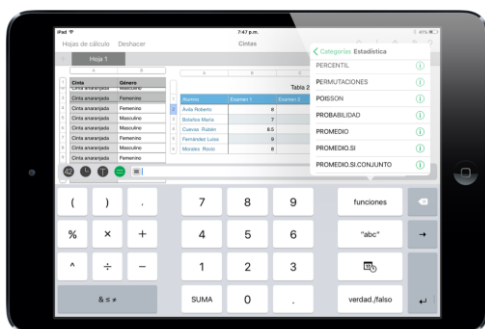 iPad
7:47 p.m.
45%
Hojas de cálculo Deshacer
Cintas
Categorías Estadística
Hoja 1
PERCENTIL
PERMUTACIONES
POISSON
PROBABILIDAD
PROMEDIO
PROMEDIO.SI
PROMEDIO.SI.CONJUNTO
Cinta Género
Cinta anaranjada Masculino
Cinta anaranjada Femenino
Cinta anaranjada Femenino
Cinta anaranjada Masculino
Cinta anaranjada Masculino
Cinta anaranjada Femenino
Cinta anaranjada Femenino
Tabla 2
Nombre Examen 1 Examen 2
Ávila Roberto 8
Bolaños María 7
Cuevas Rubén 8.5
Fernández Luisa 9
Morales Rocío 8
=
( ) , 7 8 9 funciones
% × + 4 5 6 "abc"
^ ÷ − 1 2 3
& ≤ ≠ SUMA 0 . verdad./falso